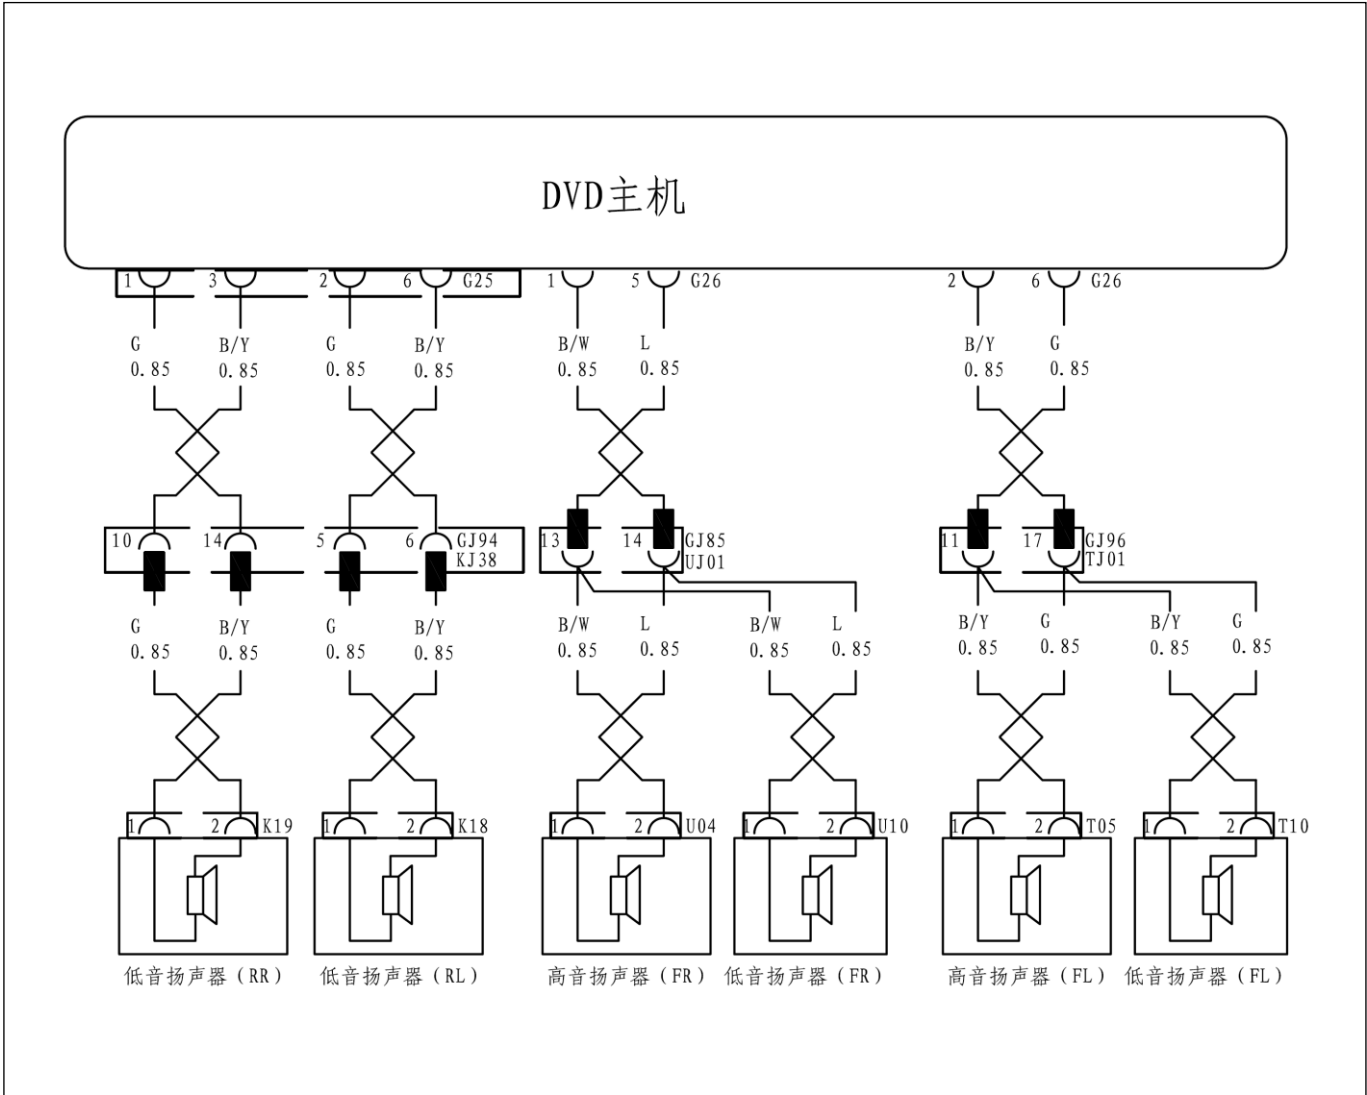 DVD主机
1 3 2 6 G25 1 5 G26 2 6 G26
G B/Y G B/Y B/W L B/Y G
0.85 0.85 0.85 0.85 0.85 0.85 0.85 0.85
10 14 5 6 GJ94 13 14 GJ85 11 17 GJ96
KJ38 UJ01 TJ01
G B/Y G B/Y B/W L B/W L B/Y G B/Y G
0.85 0.85 0.85 0.85 0.85 0.85 0.85 0.85 0.85 0.85 0.85 0.85
1 2 K19 1 2 K18 1 2 U04 1 2 U10 1 2 T05 1 2 T10
低音扬声器(RR) 低音扬声器(RL) 高音扬声器(FR) 低音扬声器(FR) 高音扬声器(FL) 低音扬声器(FL)